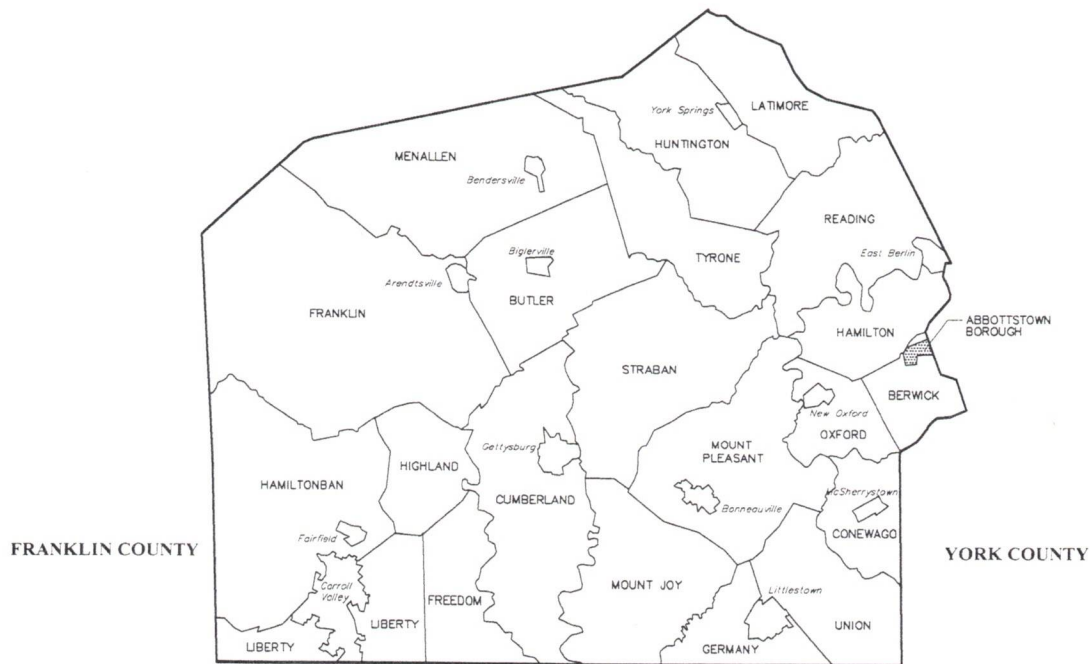 LATIMORE
York Springs
HUNTINGTON
MENALLEN
Bendersville
READING
East Berlin
TYRONE
Biglerville
Arendtsville
BUTLER
FRANKLIN
HAMILTON
ABBOTTSTOWN
BOROUGH
STRABAN
BERWICK
New Oxford
OXFORD
MOUNT
PLEASANT
Gettysburg
HIGHLAND
HAMILTONBAN
CUMBERLAND
McSherrystown
Borneauville
CONEWAGO
Fairfield
FRANKLIN COUNTY
YORK COUNTY
Carroll
Valley
MOUNT JOY
Littlestown
FREEDOM
LIBERTY
UNION
LIBERTY
GERMANY